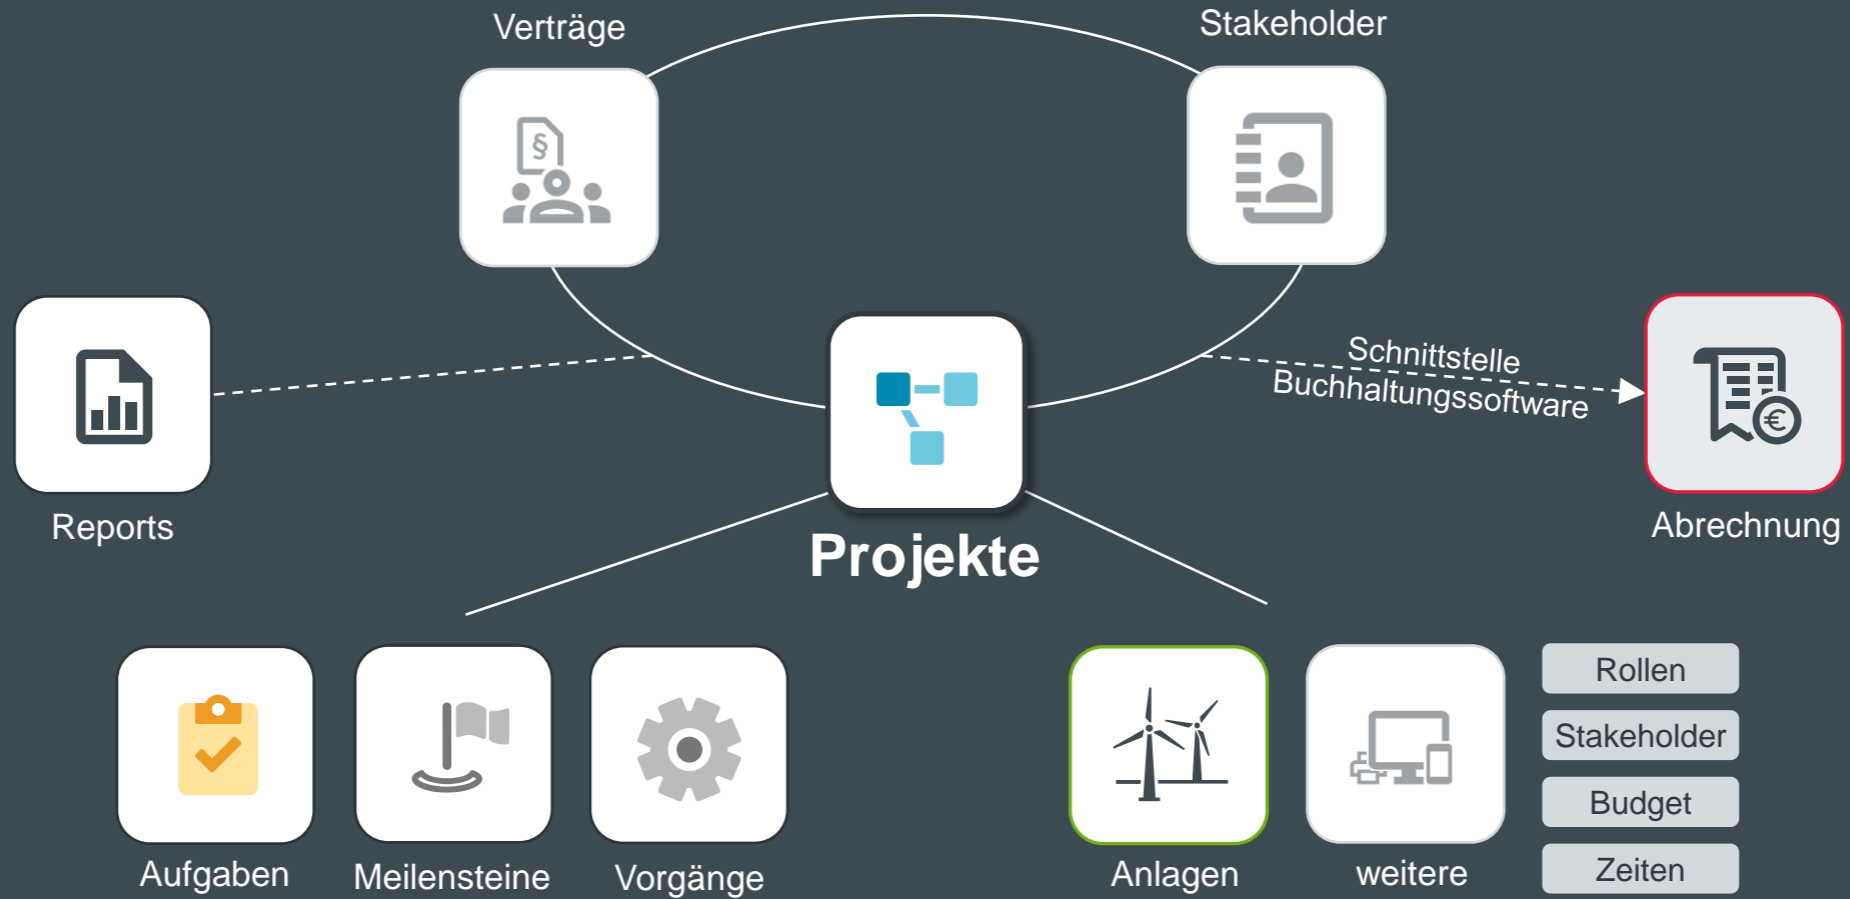 Verträge
Stakeholder
§
Schnittstelle
Buchhaltungssoftware
€
Reports
Abrechnung
Projekte
Rollen
Stakeholder
Budget
Zeiten
Aufgaben
Meilensteine
Vorgänge
Anlagen
weitere